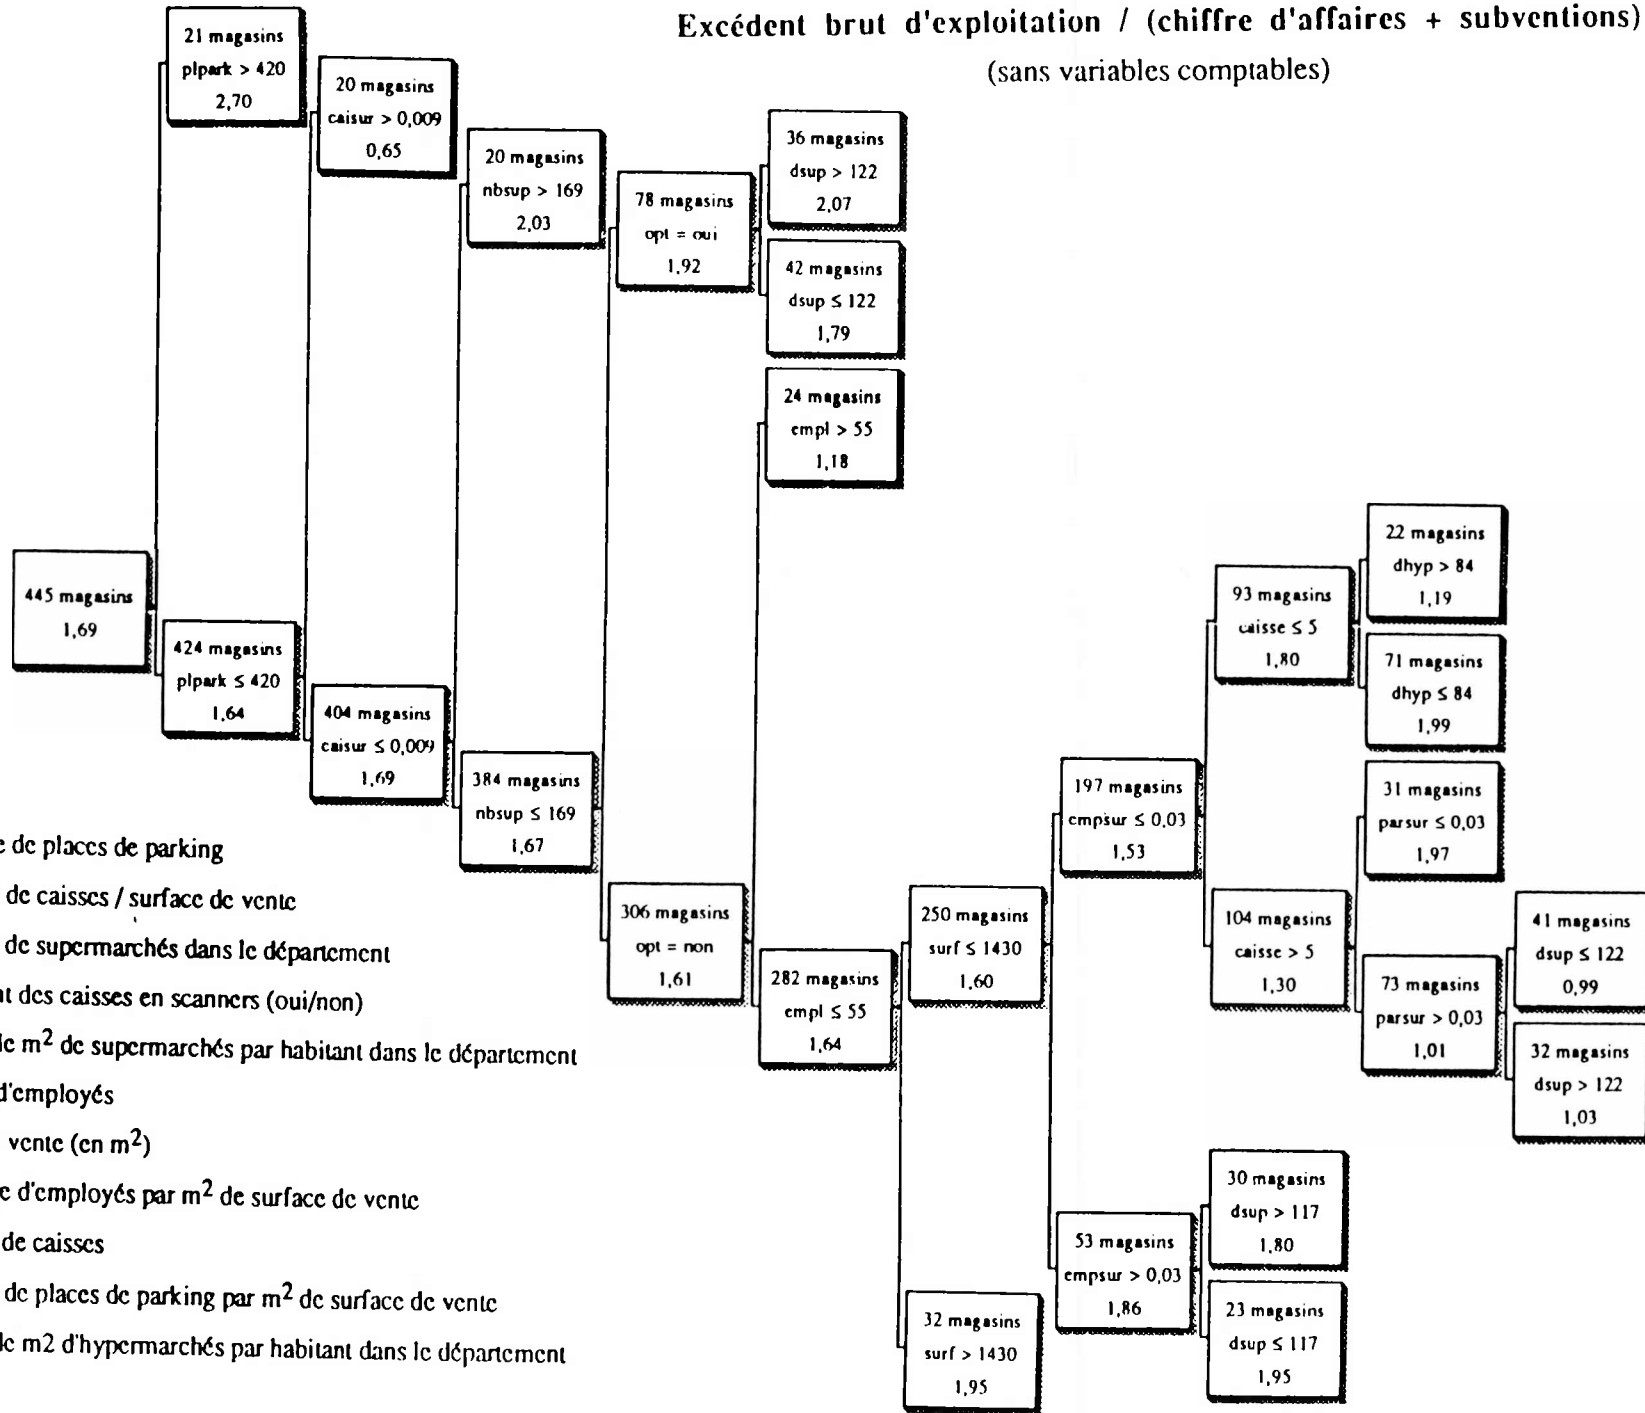 Excédent brut d'exploitation / (chiffre d'affaires + subventions)
(sans variables comptables)
21 magasins
plpark > 420
2,70
20 magasins
caisur > 0,009
0,65
20 magasins
nbsup > 169
2,03
78 magasins
opt = oui
1,92
36 magasins
dsup > 122
2,07
42 magasins
dsup ≤ 122
1,79
24 magasins
empl > 55
1,18
445 magasins
1,69
424 magasins
plpark ≤ 420
1,64
404 magasins
caisur ≤ 0,009
1,69
384 magasins
nbsup ≤ 169
1,67
306 magasins
opt = non
1,61
282 magasins
empl ≤ 55
1,64
250 magasins
surf ≤ 1430
1,60
32 magasins
surf > 1430
1,95
197 magasins
empsur ≤ 0,03
1,53
53 magasins
empsur > 0,03
1,86
93 magasins
caisse ≤ 5
1,80
104 magasins
caisse > 5
1,30
30 magasins
dsup > 117
1,80
23 magasins
dsup ≤ 117
1,95
22 magasins
dhyp > 84
1,19
71 magasins
dhyp ≤ 84
1,99
31 magasins
parsur ≤ 0,03
1,97
73 magasins
parsur > 0,03
1,01
41 magasins
dsup ≤ 122
0,99
32 magasins
dsup > 122
1,03
e de places de parking
de caisses / surface de vente
de supermarchés dans le département
t des caisses en scanners (oui/non)
le m² de supermarchés par habitant dans le département
d'employés
vente (en m²)
e d'employés par m² de surface de vente
de caisses
de places de parking par m² de surface de vente
le m2 d'hypermarchés par habitant dans le département